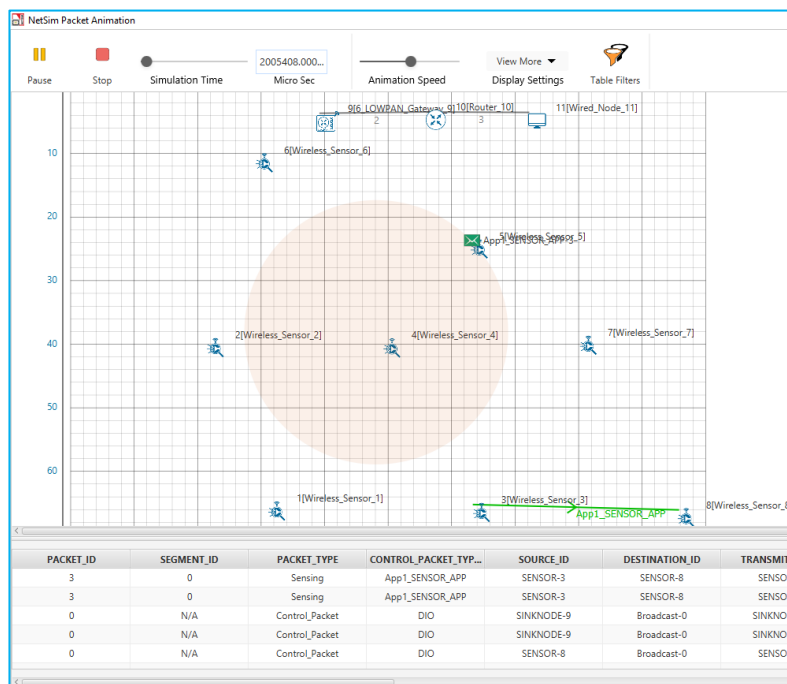 NetSim Packet Animation
2005408.000...
View More
Pause
Stop
Simulation Time
Micro Sec
Animation Speed
Display Settings
Table Filters
9[6_LOWPAN_Gateway_9]
10[Router_10]
11[Wired_Node_11]
2
3
10
6[Wireless_Sensor_6]
20
5[Wireless_Sensor_5]
App1_SENSOR_APP-3
30
2[Wireless_Sensor_2]
4[Wireless_Sensor_4]
7[Wireless_Sensor_7]
40
50
60
1[Wireless_Sensor_1]
3[Wireless_Sensor_3]
8[Wireless_Sensor_8
App1_SENSOR_APP
PACKET_ID SEGMENT_ID PACKET_TYPE CONTROL_PACKET_TYP... SOURCE_ID DESTINATION_ID TRANSMIT
3 0 Sensing App1_SENSOR_APP SENSOR-3 SENSOR-8 SENSO
3 0 Sensing App1_SENSOR_APP SENSOR-3 SENSOR-8 SENSO
0 N/A Control_Packet DIO SINKNODE-9 Broadcast-0 SINKN
0 N/A Control_Packet DIO SINKNODE-9 Broadcast-0 SINKN
0 N/A Control_Packet DIO SENSOR-8 Broadcast-0 SENSO